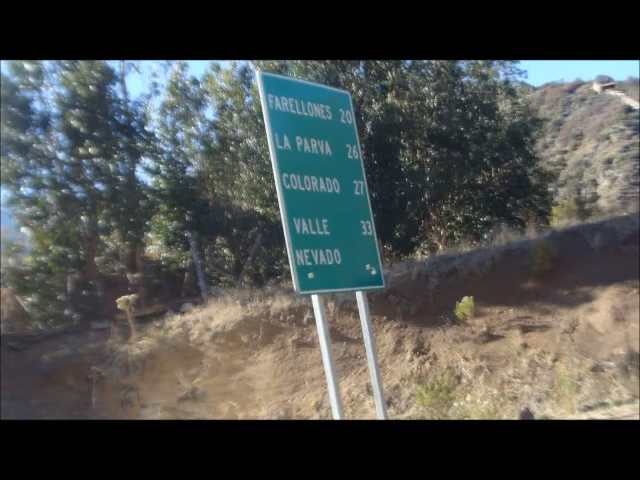 FARELLONES 20
LA PARVA 26
COLORADO 27
VALLE 33
NEVADO